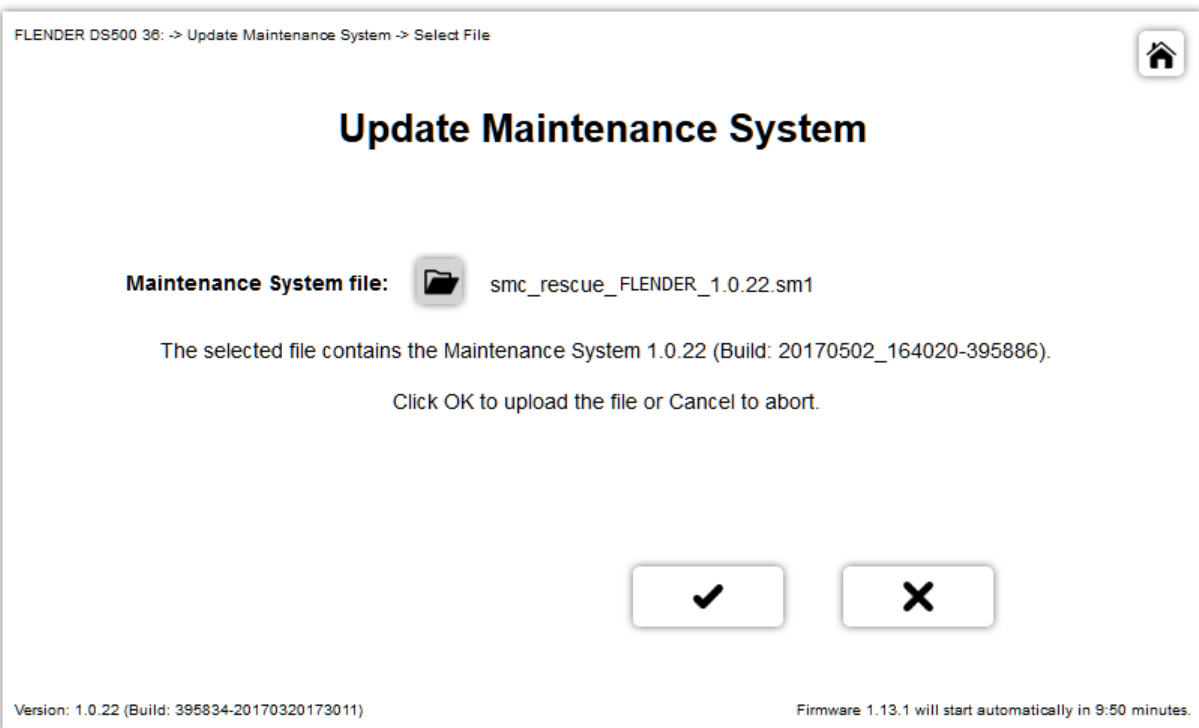 FLENDER DS500 36: -> Update Maintenance System -> Select File
Update Maintenance System
Maintenance System file: smc_rescue_FLENDER_1.0.22.sm1
The selected file contains the Maintenance System 1.0.22 (Build: 20170502_164020-395886).
Click OK to upload the file or Cancel to abort.
Version: 1.0.22 (Build: 395834-20170320173011)
Firmware 1.13.1 will start automatically in 9:50 minutes.